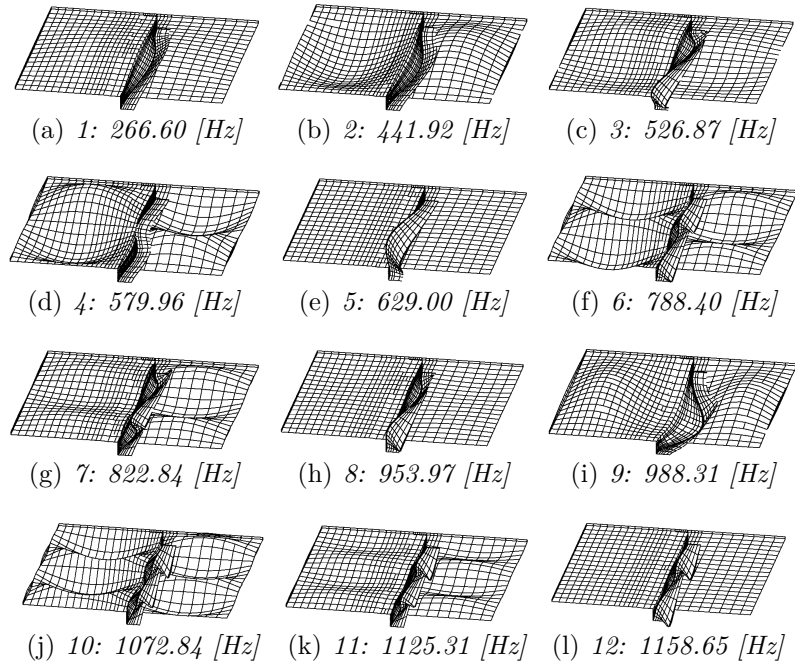 (a) 1: 266.60 [Hz]
(b) 2: 441.92 [Hz]
(c) 3: 526.87 [Hz]
(d) 4: 579.96 [Hz]
(e) 5: 629.00 [Hz]
(f) 6: 788.40 [Hz]
(g) 7: 822.84 [Hz]
(h) 8: 953.97 [Hz]
(i) 9: 988.31 [Hz]
(j) 10: 1072.84 [Hz]
(k) 11: 1125.31 [Hz]
(l) 12: 1158.65 [Hz]